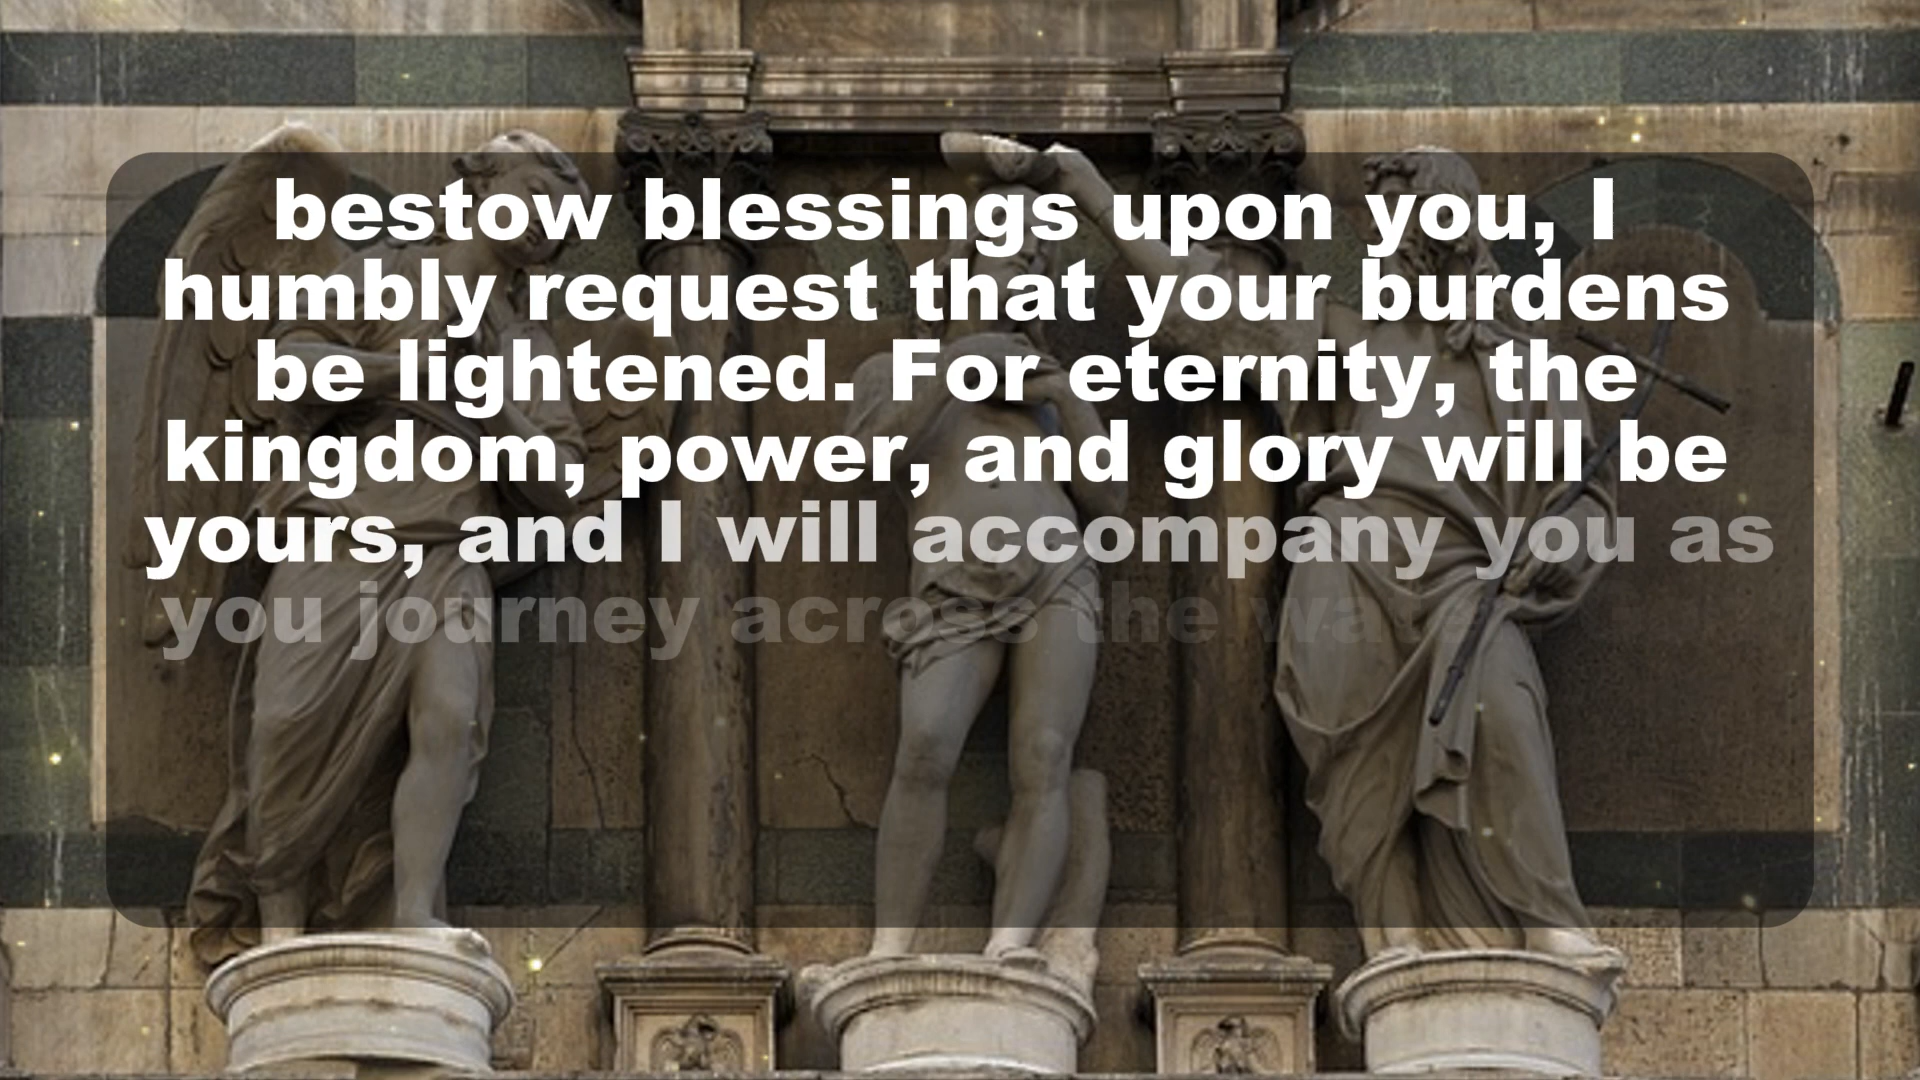 bestow blessings upon you, I
humbly request that your burdens
be lightened. For eternity, the
kingdom, power, and glory will be
yours, and I will accompany you as
you journey across the